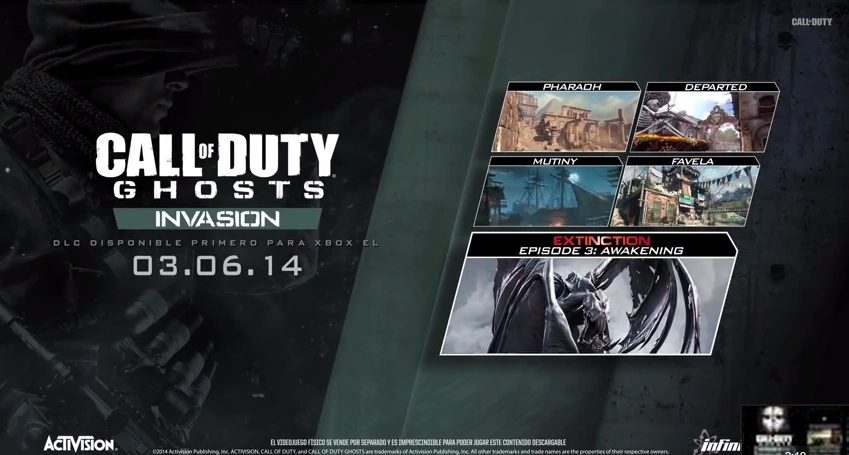 CALL OF DUTY
CALL OF DUTY
GHOSTS
INVASION
DLC DISPONIBLE PRIMERO PARA XBOX EL
03.06.14
PHARAOH
DEPARTED
MUTINY
FAVELA
EXTINCTION
EPISODE 3: AWAKENING
ACTIVISION
EL VIDEOJUEGO FÍSICO SE VENDE POR SEPARADO Y ES IMPRESCINDIBLE PARA PODER JUGAR ESTE CONTENIDO DESCARGABLE
©2014 Activision Publishing, Inc. ACTIVISION, CALL OF DUTY, and CALL OF DUTY GHOSTS are trademarks of Activision Publishing, Inc. All other trademarks and trade names are the properties of their respective owners.